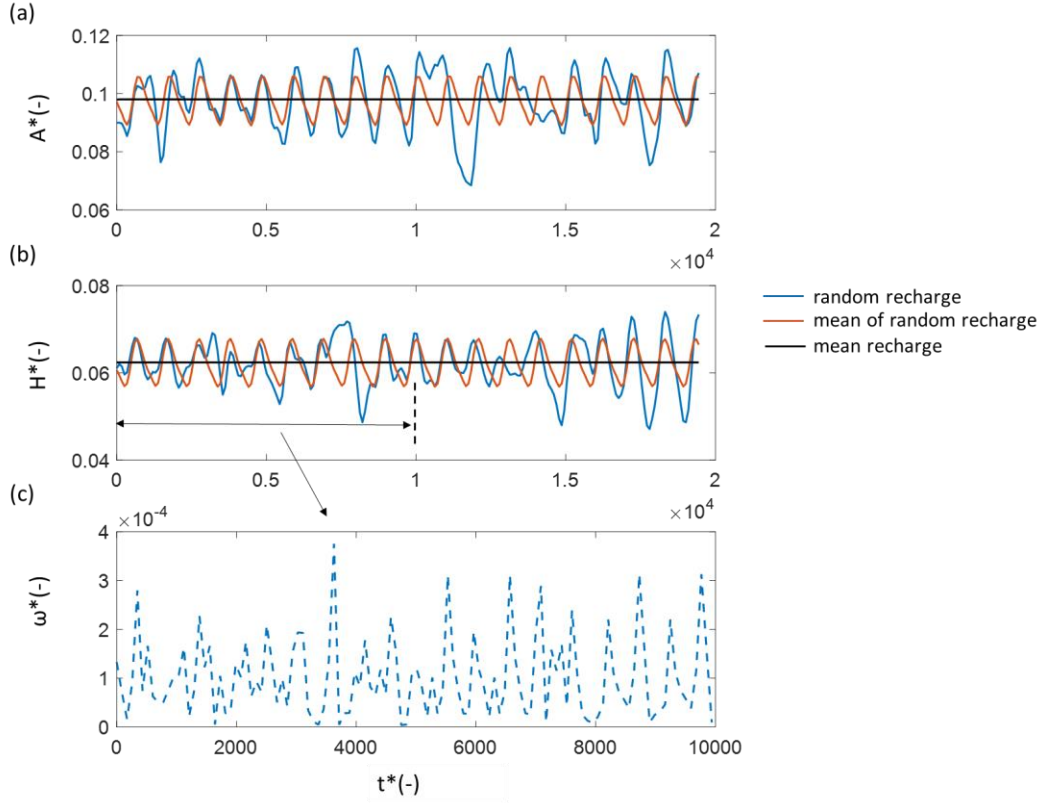 (a)
0.12
0.1
0.08
0.06
A*(-)
0 0.5 1 1.5 2
× 10^4
(b)
0.08
0.06
0.04
H*(-)
0 0.5 1 1.5 2
× 10^4
random recharge
mean of random recharge
mean recharge
(c)
×10^-4
4
3
2
1
0
ω*(-)
0 2000 4000 6000 8000 10000
t*(-)